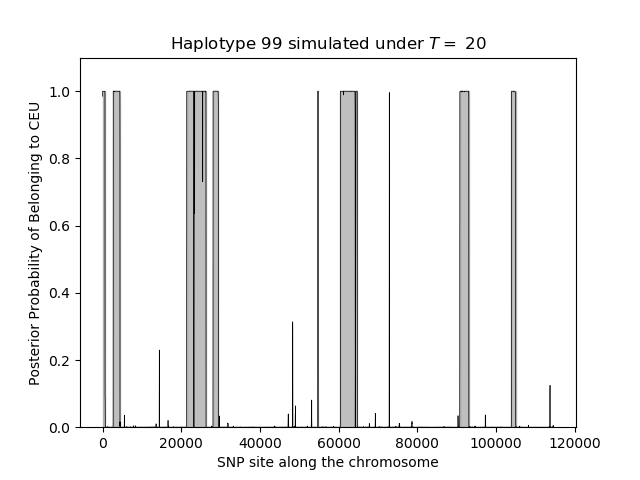 Haplotype 99 simulated under T = 20
Posterior Probability of Belonging to CEU
1.0
0.8
0.6
0.4
0.2
0.0
0 20000 40000 60000 80000 100000 120000
SNP site along the chromosome